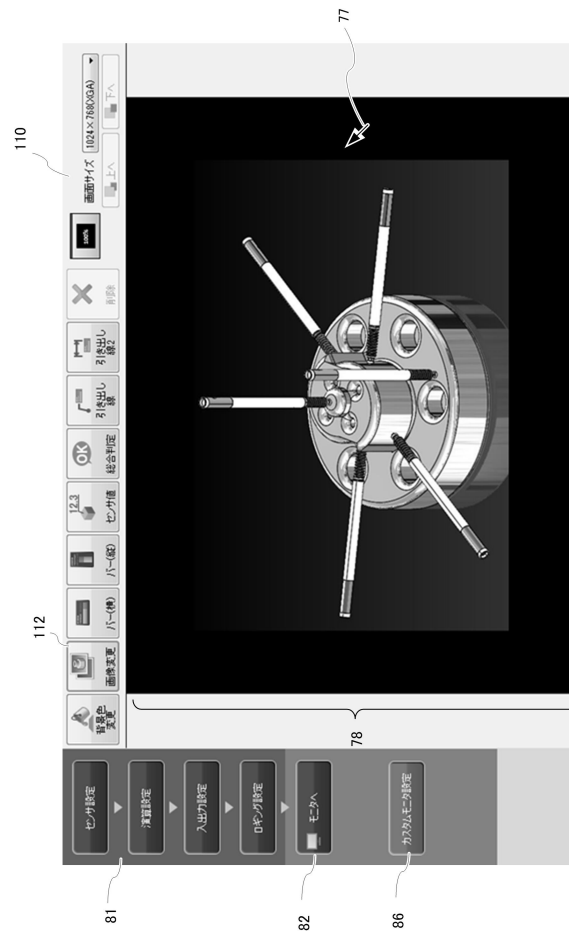 110
112
背景色
変更
画像変更
バー(横)
バー(縦)
12.3
センサ値
OK
総合判定
引き出し
線
引き出し
線2
削除
100%
画面サイズ
1024×768(XGA)
上へ
下へ
センサ設定
演算設定
入出力設定
ロギング設定
モニタへ
カスタムモニタ設定
81
82
86
78
77